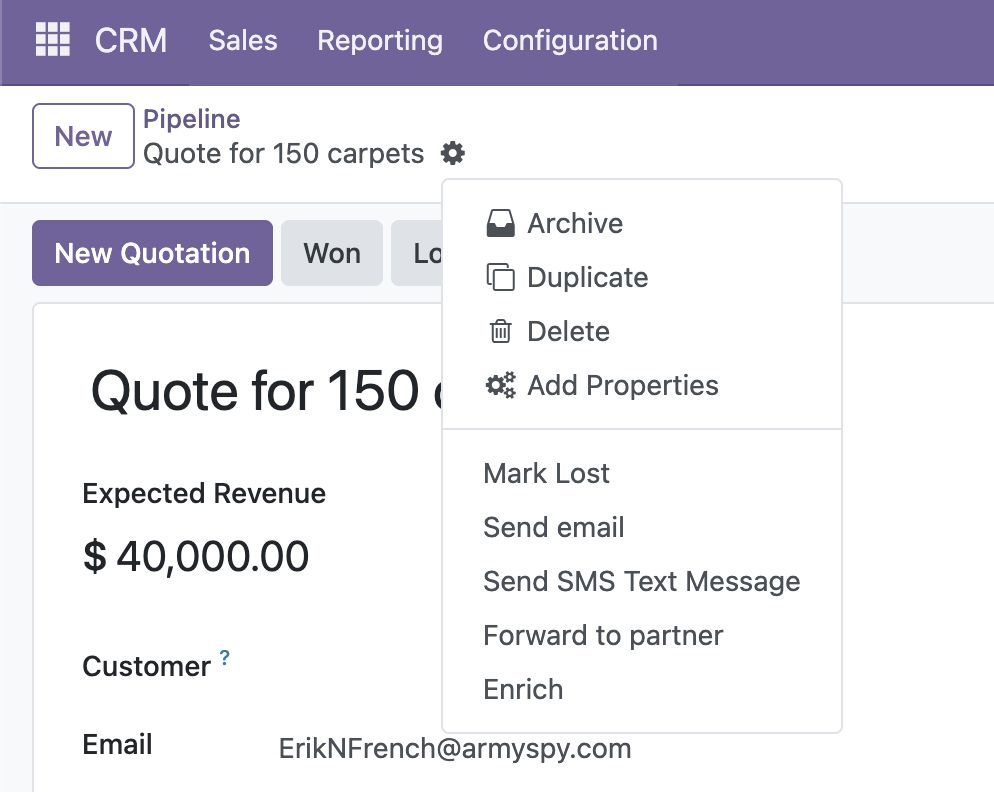 CRM Sales Reporting Configuration
New
Pipeline
Quote for 150 carpets
New Quotation Won Lo
Archive
Duplicate
Delete
Add Properties
Mark Lost
Send email
Send SMS Text Message
Forward to partner
Enrich
Quote for 150
Expected Revenue
$ 40,000.00
Customer ?
Email ErikNFrench@armyspy.com